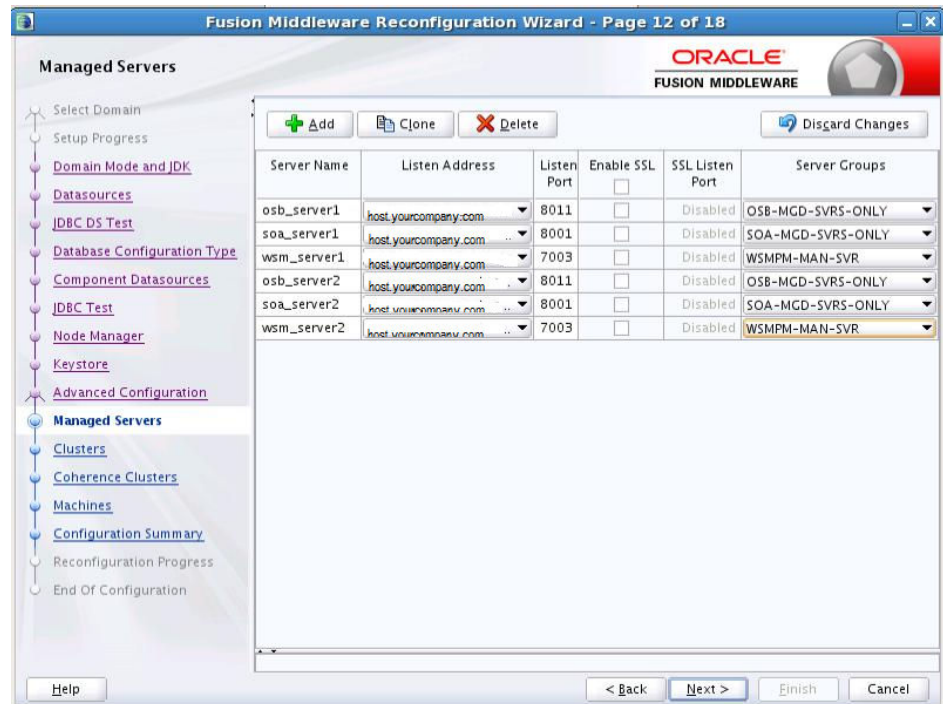 Fusion Middleware Reconfiguration Wizard - Page 12 of 18
Managed Servers
ORACLE
FUSION MIDDLEWARE
Select Domain
Setup Progress
Domain Mode and JDK
Datasources
JDBC DS Test
Database Configuration Type
Component Datasources
JDBC Test
Node Manager
Keystore
Advanced Configuration
Managed Servers
Clusters
Coherence Clusters
Machines
Configuration Summary
Reconfiguration Progress
End Of Configuration
Add Clone Delete Discard Changes
Server Name Listen Address Listen Port Enable SSL SSL Listen Port Server Groups
osb_server1 host.yourcompany.com 8011 Disabled OSB-MGD-SVRS-ONLY
soa_server1 host.yourcompany.com 8001 Disabled SOA-MGD-SVRS-ONLY
wsm_server1 host.yourcompany.com 7003 Disabled WSMPM-MAN-SVR
osb_server2 host.yourcompany.com 8011 Disabled OSB-MGD-SVRS-ONLY
soa_server2 host.yourcompany.com 8001 Disabled SOA-MGD-SVRS-ONLY
wsm_server2 host.yourcompany.com 7003 Disabled WSMPM-MAN-SVR
Help < Back Next > Finish Cancel